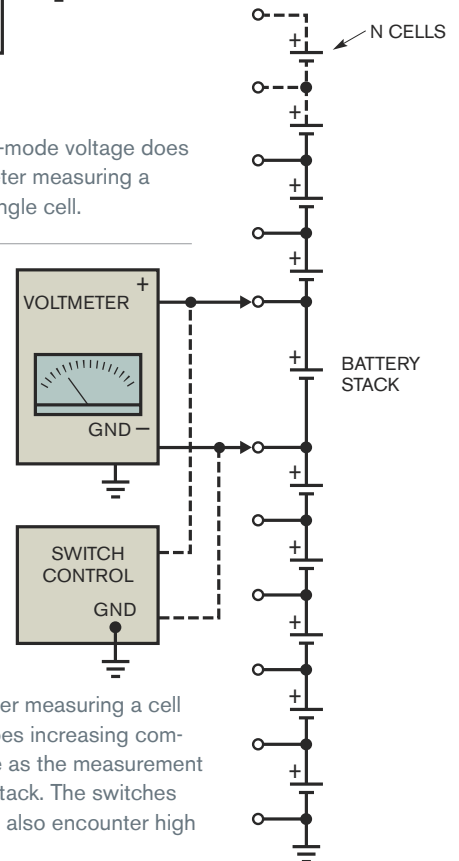 +
N CELLS
+
-mode voltage does
ter measuring a
ngle cell.
+
+
+
VOLTMETER
+
BATTERY
STACK
GND −
+
SWITCH
CONTROL
+
GND
+
er measuring a cell
es increasing com-
+
e as the measurement
tack. The switches
+
also encounter high